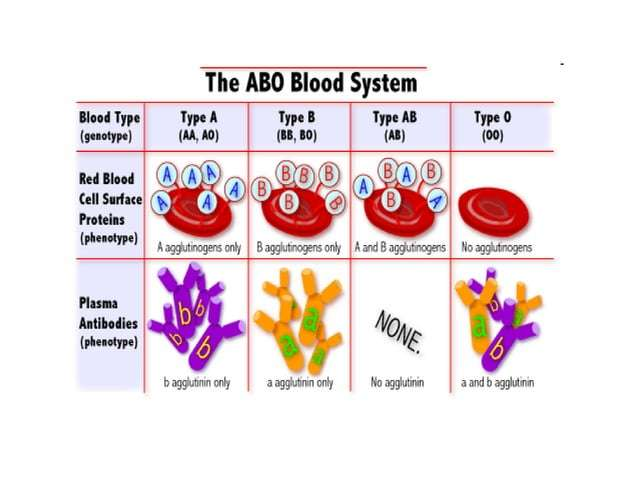 The ABO Blood System
Blood Type
(genotype)
Type A
(AA, AO)
Type B
(BB, BO)
Type AB
(AB)
Type O
(OO)
Red Blood
Cell Surface
Proteins
(phenotype)
A A A A A A
A agglutinogens only
B B B B B B
B agglutinogens only
B A B A B A
A and B agglutinogens
No agglutinogens
Plasma
Antibodies
(phenotype)
b b b b
b agglutinin only
a a a
a agglutinin only
NONE.
No agglutinin
b a a b
a and b agglutinin